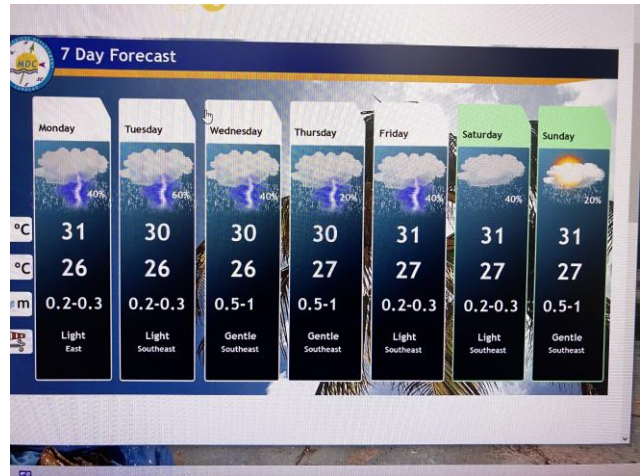 7 Day Forecast
MDC
Monday Tuesday Wednesday Thursday Friday Saturday Sunday
40% 60% 40% 20% 40% 40% 20%
°C 31 30 30 30 31 31 31
°C 26 26 26 27 27 27 27
m 0.2-0.3 0.2-0.3 0.5-1 0.5-1 0.2-0.3 0.2-0.3 0.5-1
Light Light Gentle Gentle Light Light Gentle
East Southeast Southeast Southeast Southeast Southeast Southeast